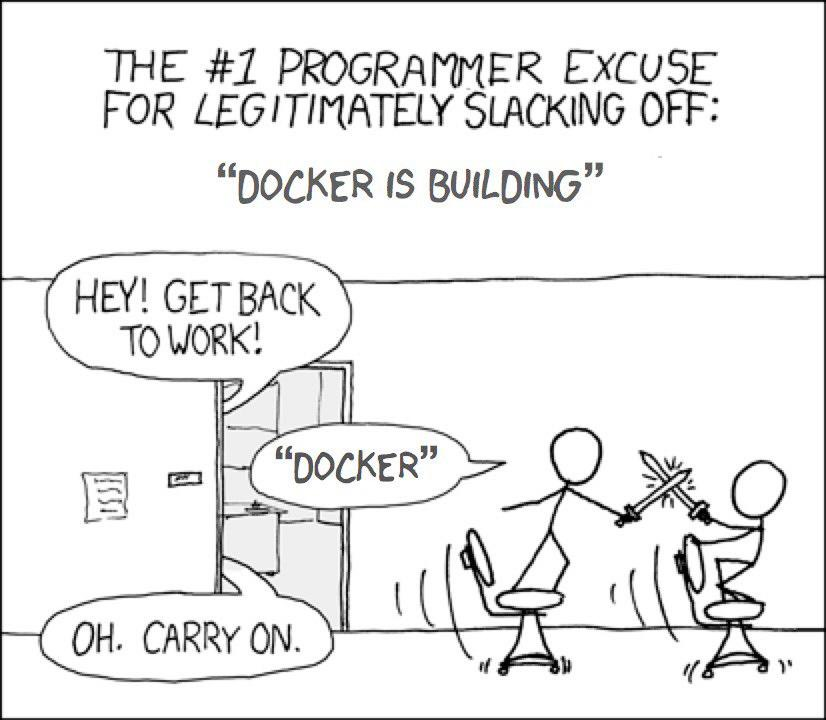 THE #1 PROGRAMMER EXCUSE
FOR LEGITIMATELY SLACKING OFF:
“DOCKER IS BUILDING”
HEY! GET BACK
TO WORK!
“DOCKER”
OH. CARRY ON.